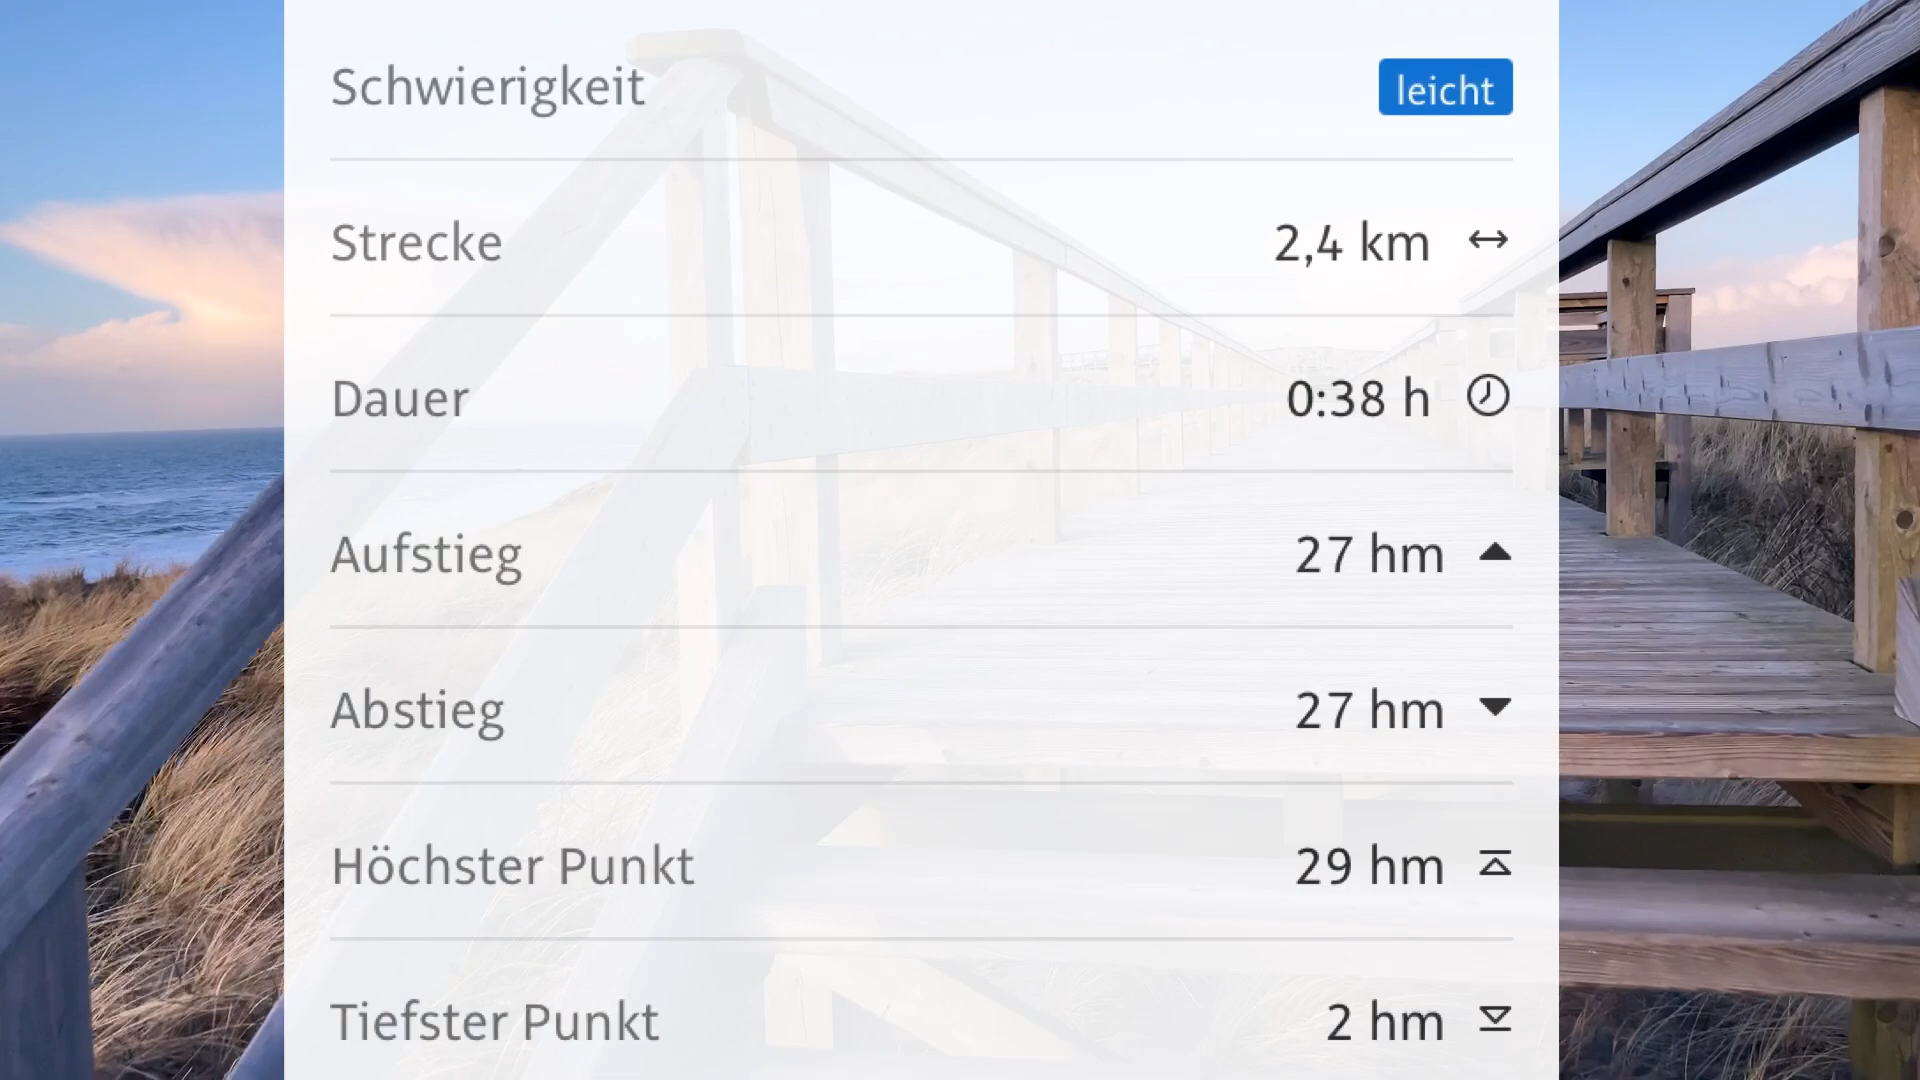 Schwierigkeit leicht
Strecke 2,4 km
Dauer 0:38 h
Aufstieg 27 hm
Abstieg 27 hm
Höchster Punkt 29 hm
Tiefster Punkt 2 hm